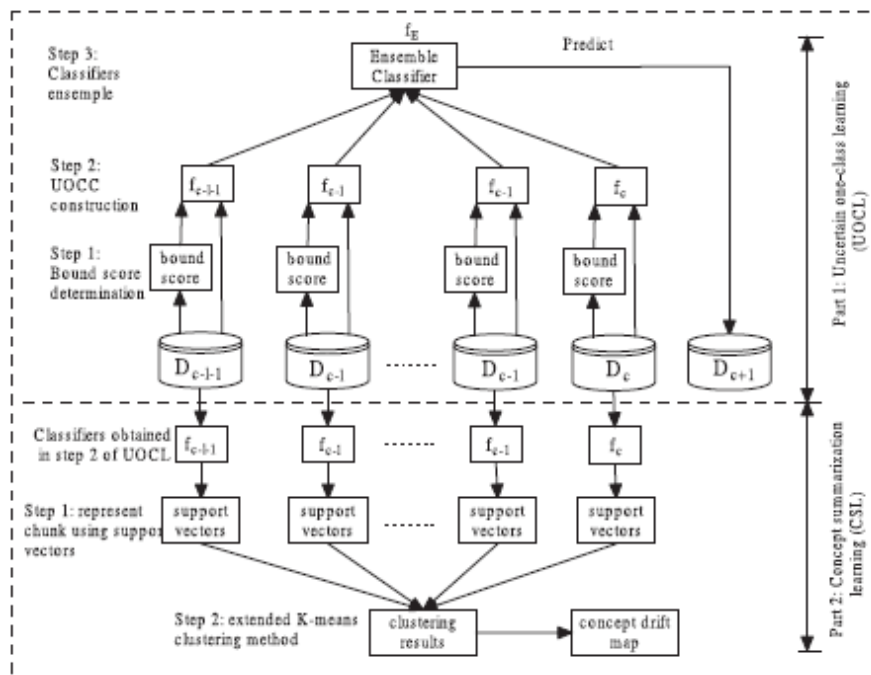 f_E
Step 3:
Classifiers
ensemple
Ensemble
Classifier
Predict
Step 2:
UOCC
construction
f_c-l-1
f_c-l
f_c-1
f_c
Step 1:
Bound score
determination
bound
score
bound
score
bound
score
bound
score
D_c-l-1
D_c-l
........
D_c-1
D_c
D_c+1
Part 1: Uncertain one-class learning
(UOCL)
Classifiers obtained
in step 2 of UOCL
f_c-l-1
f_c-l
........
f_c-1
f_c
Step 1: represent
chunk using support
vectors
support
vectors
support
vectors
........
support
vectors
support
vectors
Step 2: extended K-means
clustering method
clustering
results
concept drift
map
Part 2: Concept summarization
learning (CSL)